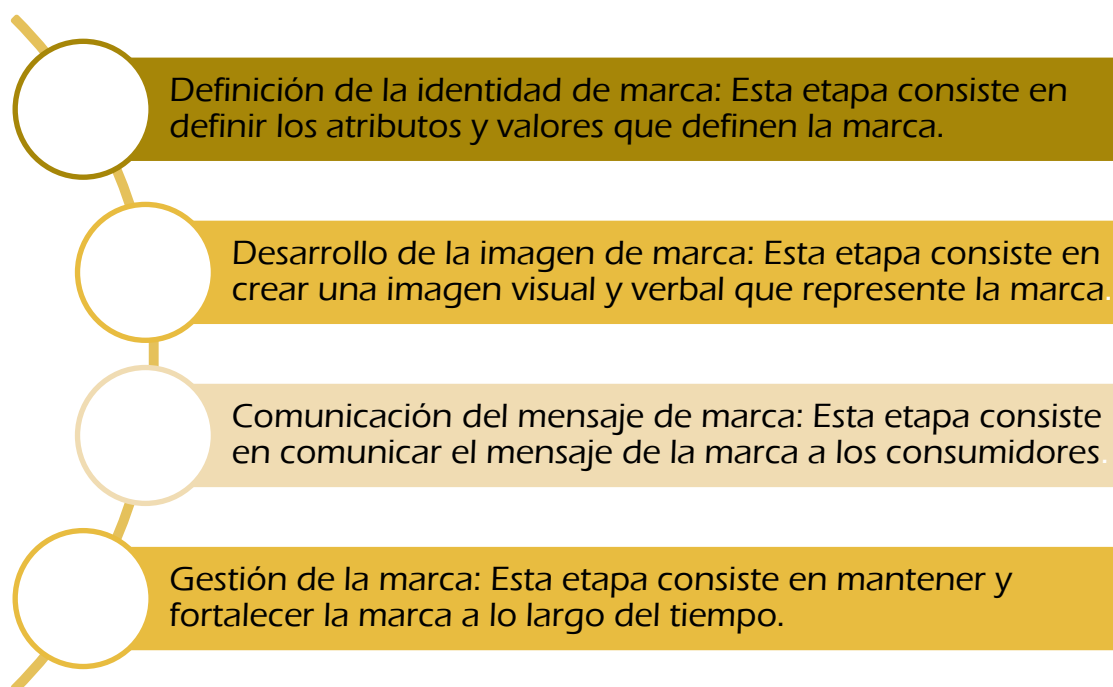 Definición de la identidad de marca: Esta etapa consiste en
definir los atributos y valores que definen la marca.
Desarrollo de la imagen de marca: Esta etapa consiste en
crear una imagen visual y verbal que represente la marca.
Comunicación del mensaje de marca: Esta etapa consiste
en comunicar el mensaje de la marca a los consumidores.
Gestión de la marca: Esta etapa consiste en mantener y
fortalecer la marca a lo largo del tiempo.